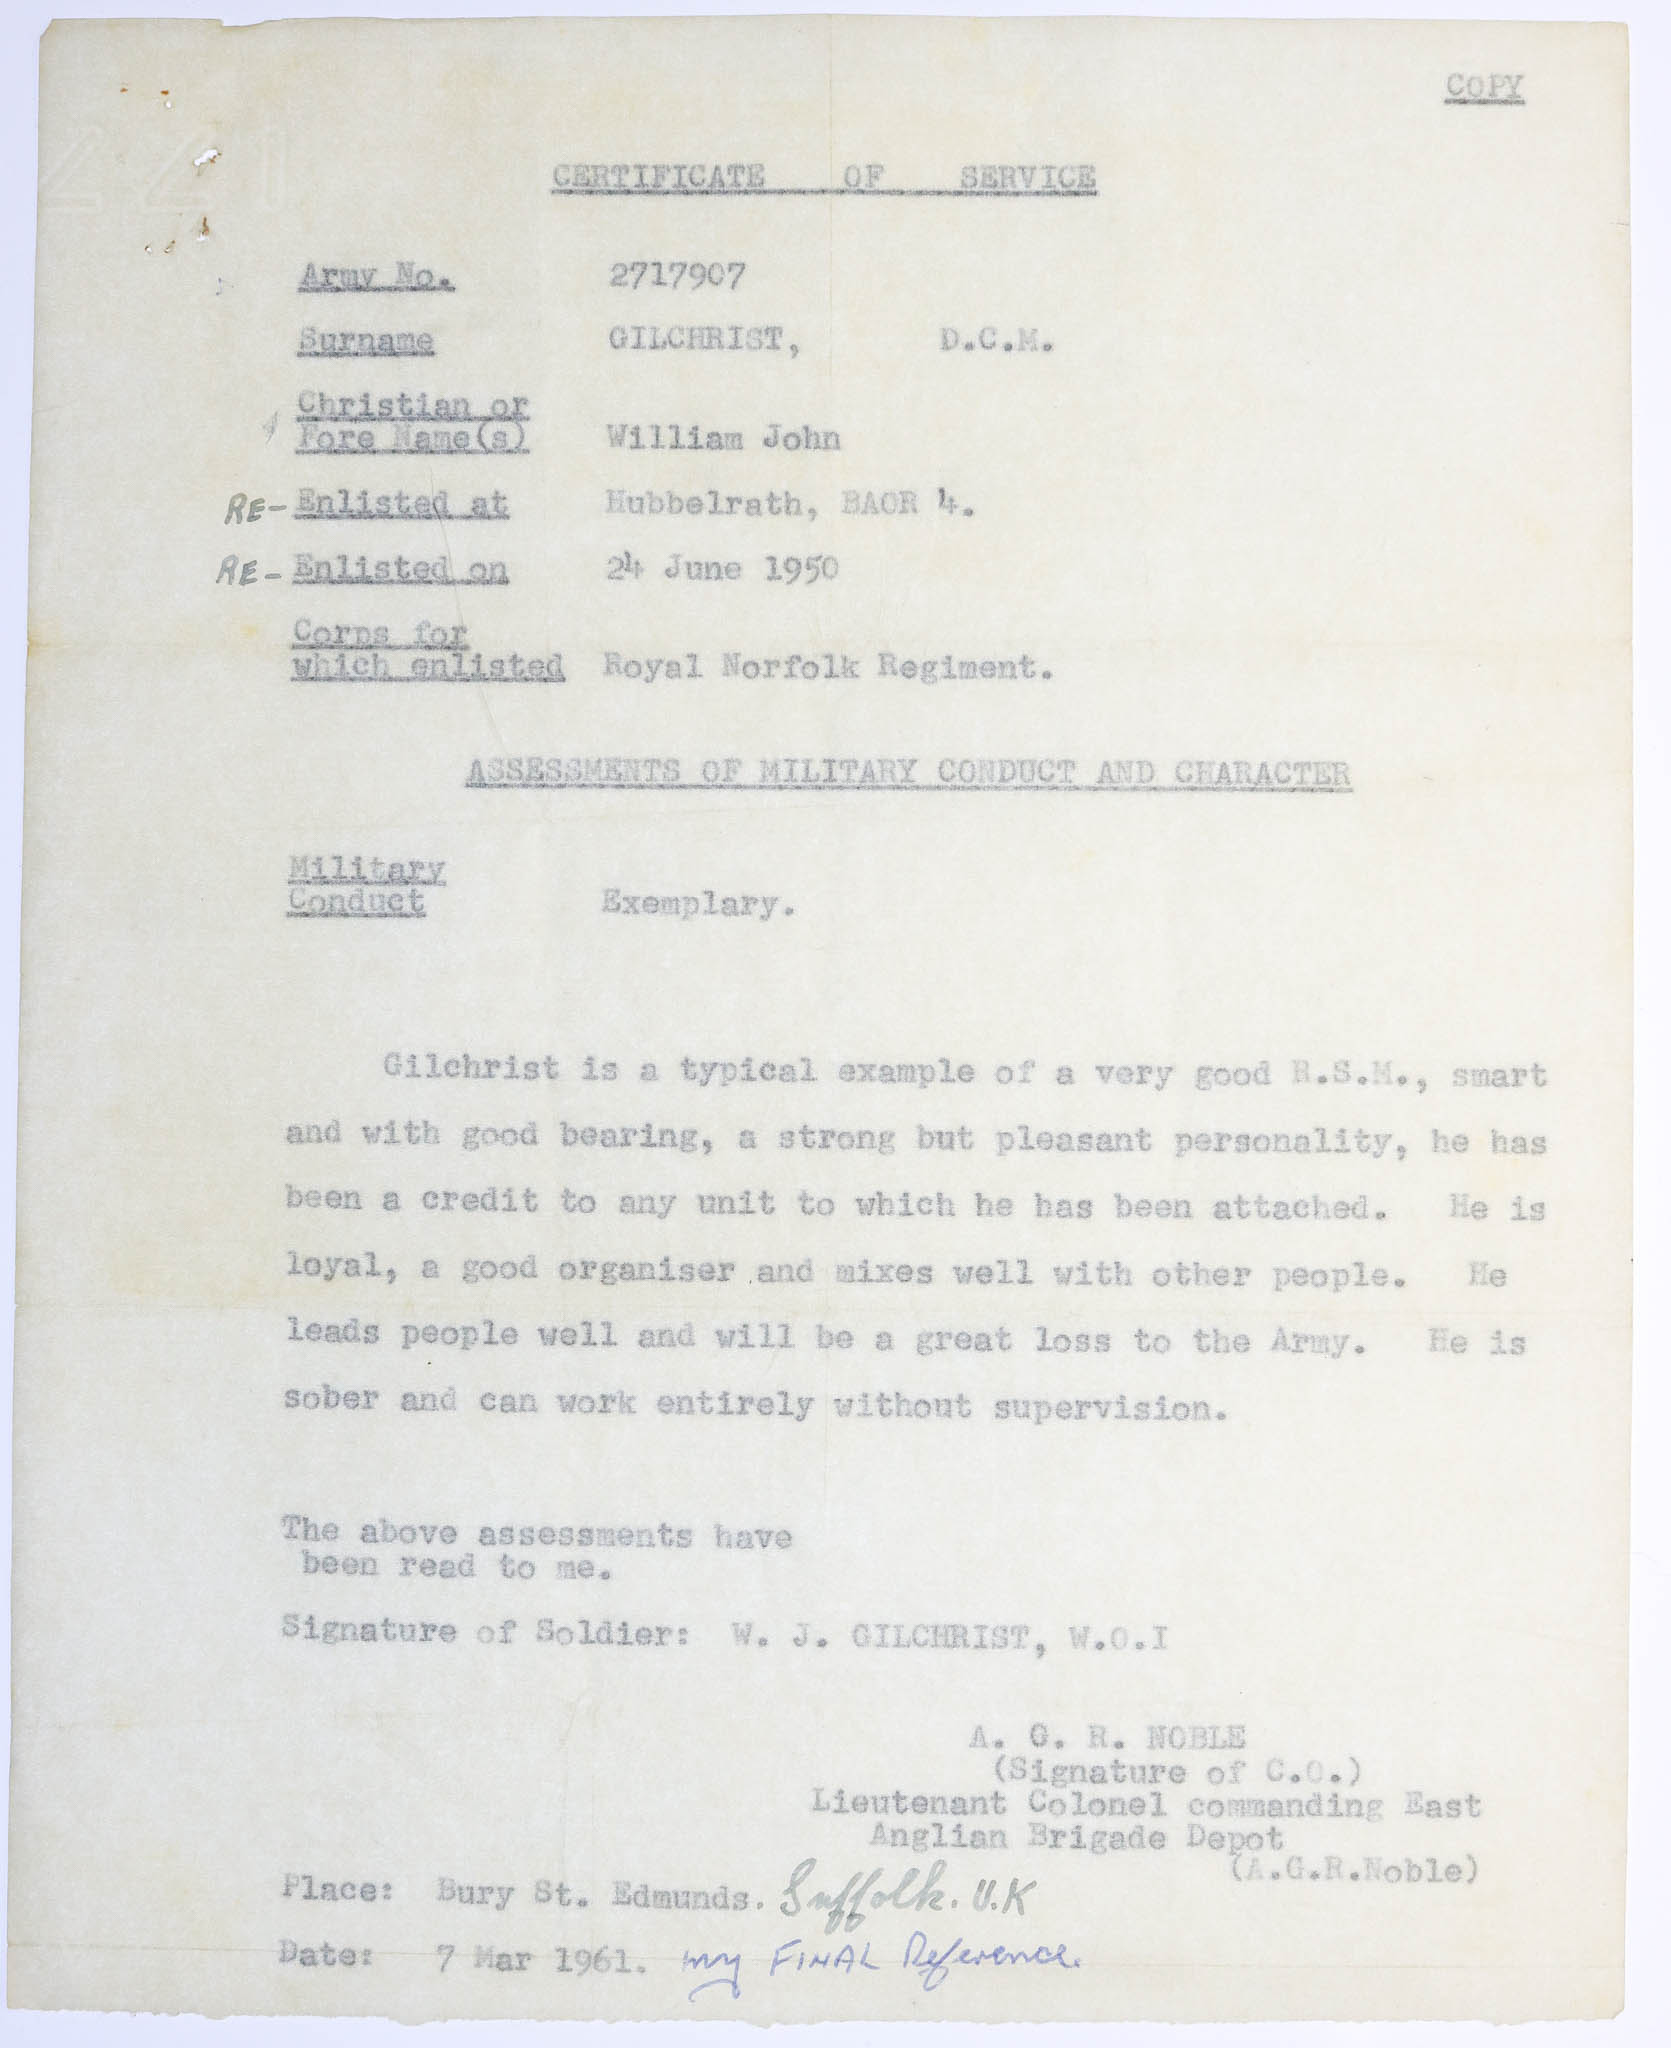 COPY
CERTIFICATE OF SERVICE
Army No. 2717907
Surname GILCHRIST, D.C.M.
Christian or
Fore Name(s) William John
RE- Enlisted at Hubbelrath, BAOR 4.
RE- Enlisted on 24 June 1950
Corps for
which enlisted Royal Norfolk Regiment.
ASSESSMENTS OF MILITARY CONDUCT AND CHARACTER
Military
Conduct Exemplary.
Gilchrist is a typical example of a very good R.S.M., smart
and with good bearing, a strong but pleasant personality, he has
been a credit to any unit to which he has been attached. He is
loyal, a good organiser and mixes well with other people. He
leads people well and will be a great loss to the Army. He is
sober and can work entirely without supervision.
The above assessments have
been read to me.
Signature of Soldier: W. J. GILCHRIST, W.O.I
A. G. R. NOBLE
(Signature of C.O.)
Lieutenant Colonel commanding East
Anglian Brigade Depot
(A.G.R.Noble)
Place: Bury St. Edmunds. Suffolk. U.K
Date: 7 Mar 1961. my FINAL Reference.